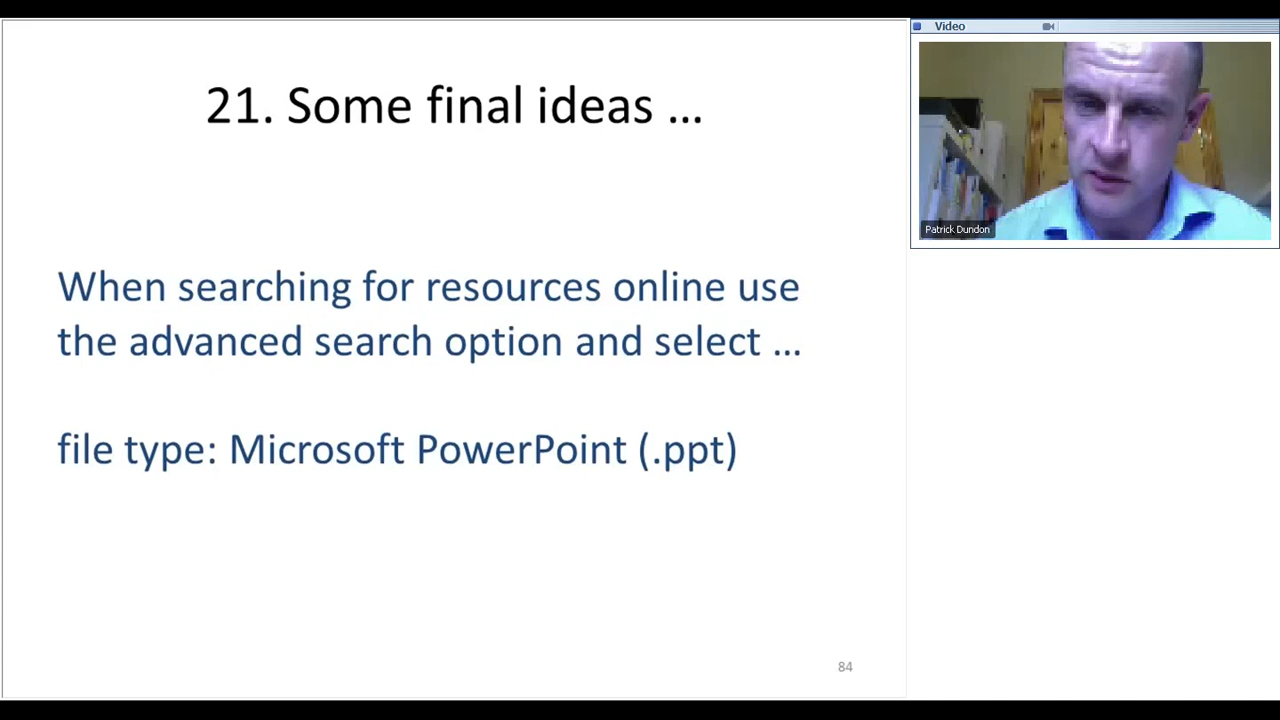 21. Some final ideas …
When searching for resources online use
the advanced search option and select …
file type: Microsoft PowerPoint (.ppt)
84
Video
Patrick Dundon